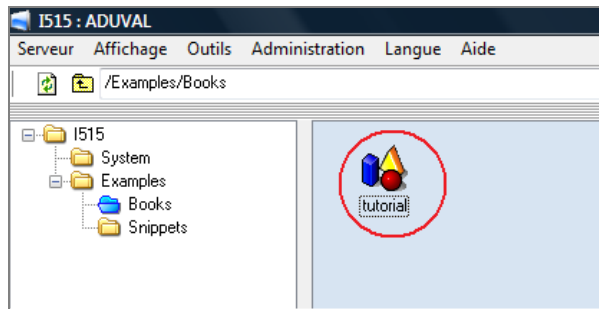 I515 : ADUVAL
Serveur Affichage Outils Administration Langue Aide
/Examples/Books
I515
System
Examples
Books
Snippets
tutorial